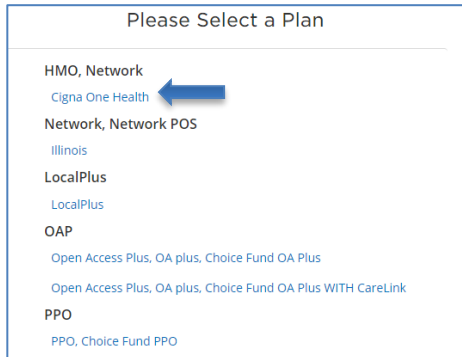 Please Select a Plan
HMO, Network
Cigna One Health
Network, Network POS
Illinois
LocalPlus
LocalPlus
OAP
Open Access Plus, OA plus, Choice Fund OA Plus
Open Access Plus, OA plus, Choice Fund OA Plus WITH CareLink
PPO
PPO, Choice Fund PPO